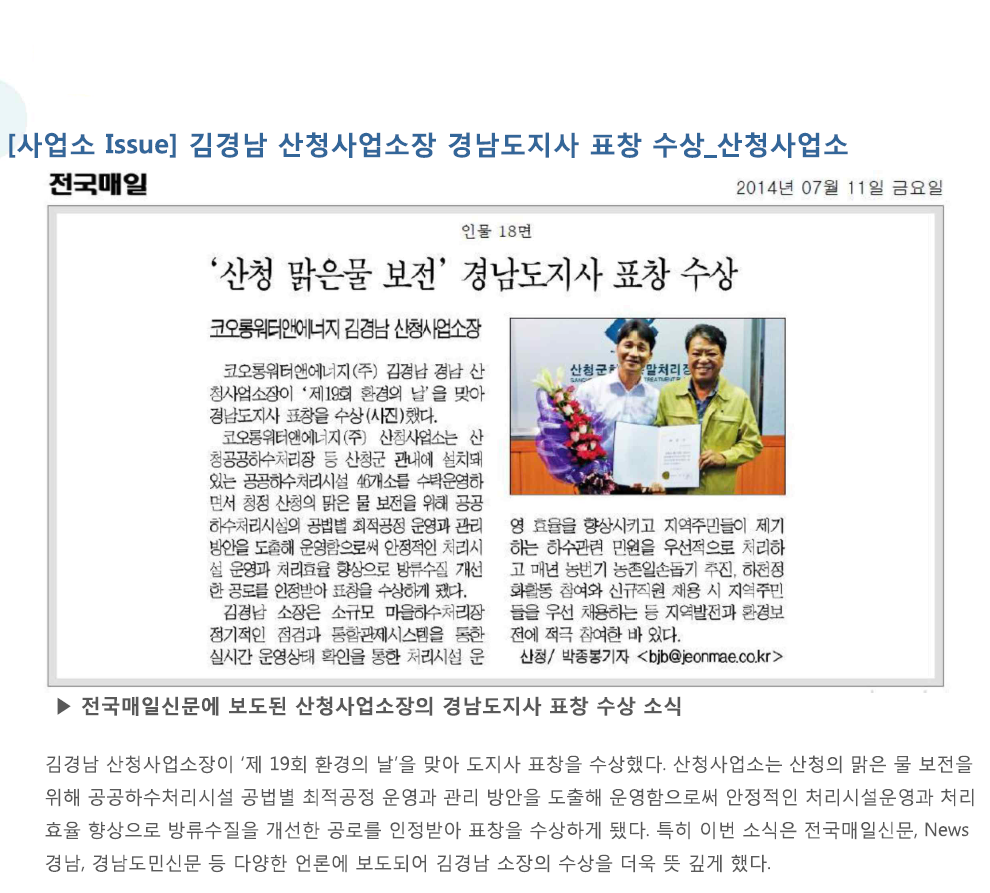 [사업소 Issue] 김경남 산청사업소장 경남도지사 표창 수상_산청사업소
전국매일
2014년 07월 11일 금요일
인물 18면
‘산청 맑은물 보전’ 경남도지사 표창 수상
코오롱워터앤에너지 김경남 산청사업소장
코오롱워터앤에너지(주) 김경남 경남 산
청사업소장이 ‘제19회 환경의 날’을 맞아
경남도지사 표창을 수상(사진)했다.
코오롱워터앤에너지(주) 산청사업소는 산
청공공하수처리장 등 산청군 관내에 설치돼
있는 공공하수처리시설 46개소를 수탁운영하
면서 청정 산청의 맑은 물 보전을 위해 공공
하수처리시설의 공법별 최적공정 운영과 관리
방안을 도출해 운영함으로써 안정적인 처리시
설 운영과 처리효율 향상으로 방류수질 개선
한 공로를 인정받아 표창을 수상하게 됐다.
김경남 소장은 소규모 마을하수처리장
정기적인 점검과 통합관제시스템을 통한
실시간 운영상태 확인을 통한 처리시설 운
산청군 말처리장
TREATMENT
영 효율을 향상시키고 지역주민들이 제기
하는 하수관련 민원을 우선적으로 처리하
고 매년 농번기 농촌일손돕기 추진, 하천정
화활동 참여와 신규직원 채용 시 지역주민
들을 우선 채용하는 등 지역발전과 환경보
전에 적극 참여한 바 있다.
산청/ 박종봉기자 <bjb@jeonmae.co.kr>
▶ 전국매일신문에 보도된 산청사업소장의 경남도지사 표창 수상 소식
김경남 산청사업소장이 ‘제 19회 환경의 날’을 맞아 도지사 표창을 수상했다. 산청사업소는 산청의 맑은 물 보전을
위해 공공하수처리시설 공법별 최적공정 운영과 관리 방안을 도출해 운영함으로써 안정적인 처리시설운영과 처리
효율 향상으로 방류수질을 개선한 공로를 인정받아 표창을 수상하게 됐다. 특히 이번 소식은 전국매일신문, News
경남, 경남도민신문 등 다양한 언론에 보도되어 김경남 소장의 수상을 더욱 뜻 깊게 했다.